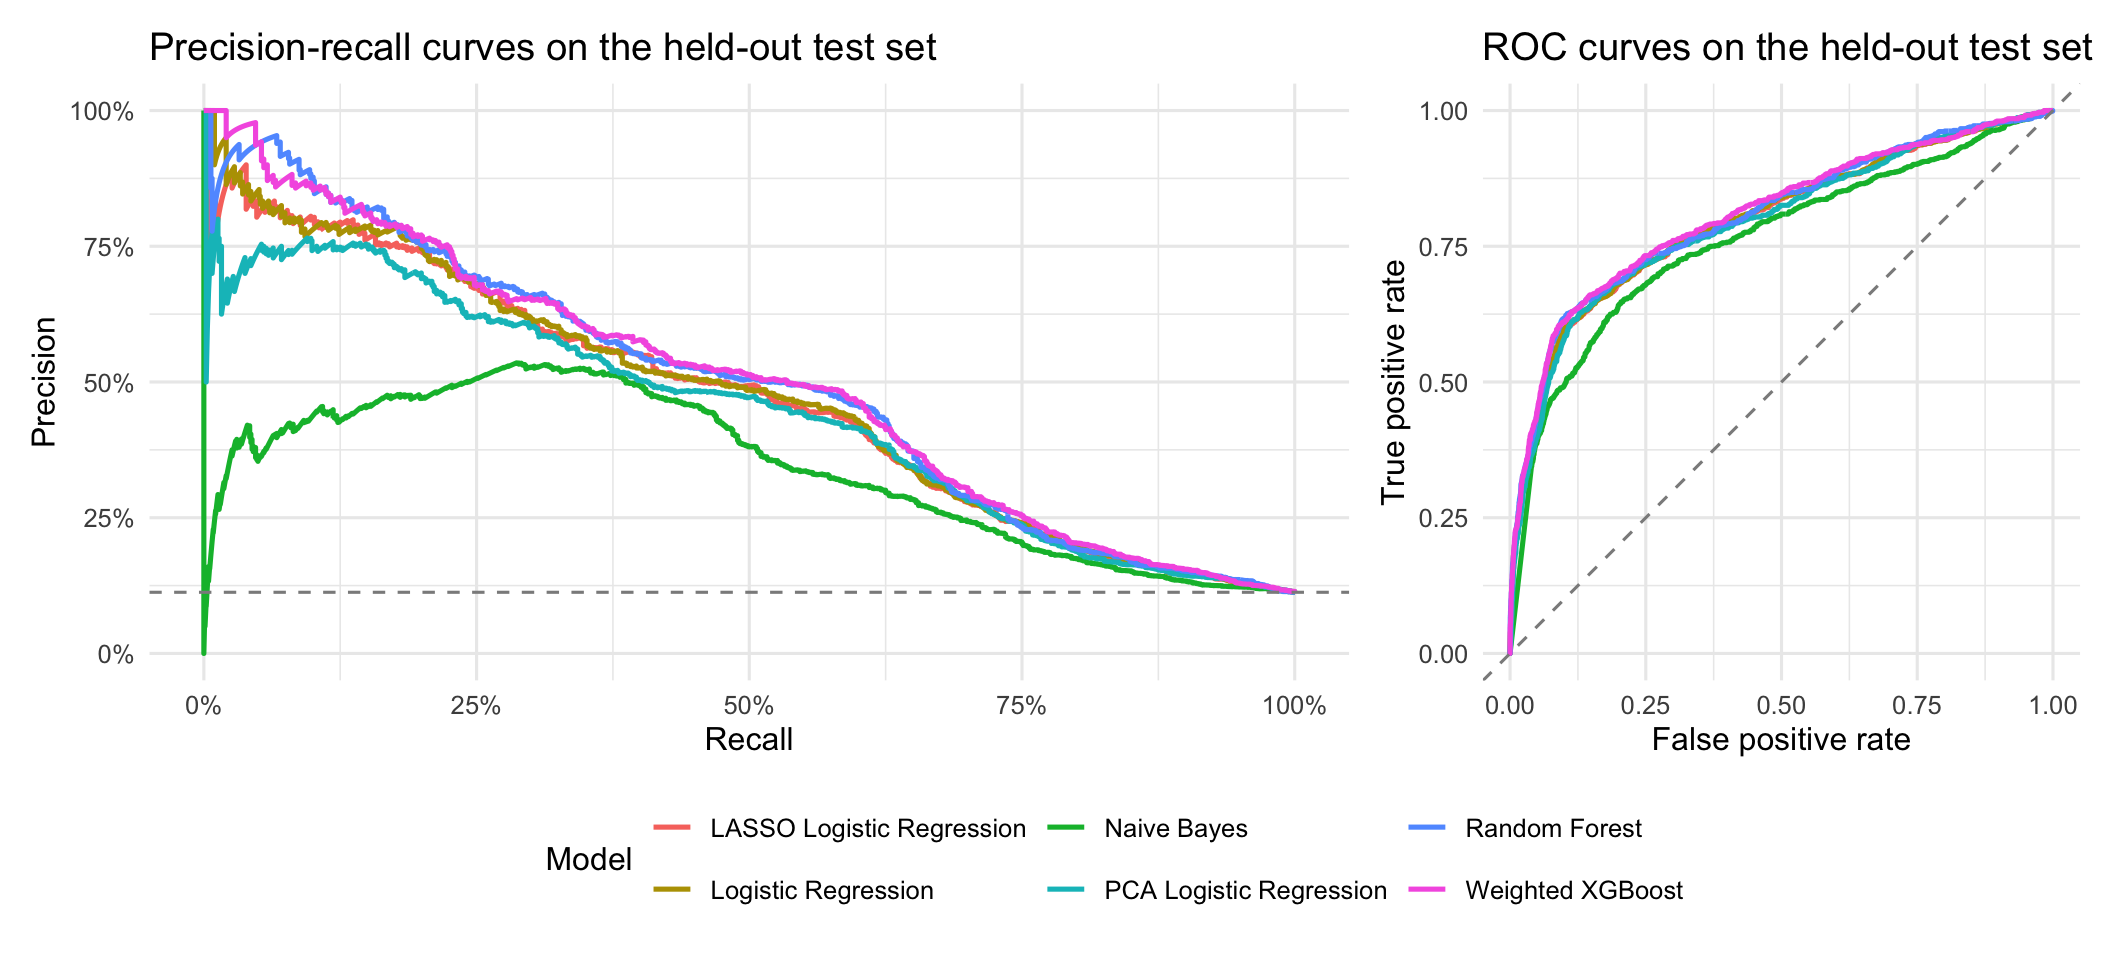 Precision-recall curves on the held-out test set
100%
75%
50%
25%
0%
Precision
0%
25%
50%
75%
100%
Recall
ROC curves on the held-out test set
1.00
0.75
0.50
0.25
0.00
True positive rate
0.00
0.25
0.50
0.75
1.00
False positive rate
Model
LASSO Logistic Regression
Naive Bayes
Random Forest
Logistic Regression
PCA Logistic Regression
Weighted XGBoost